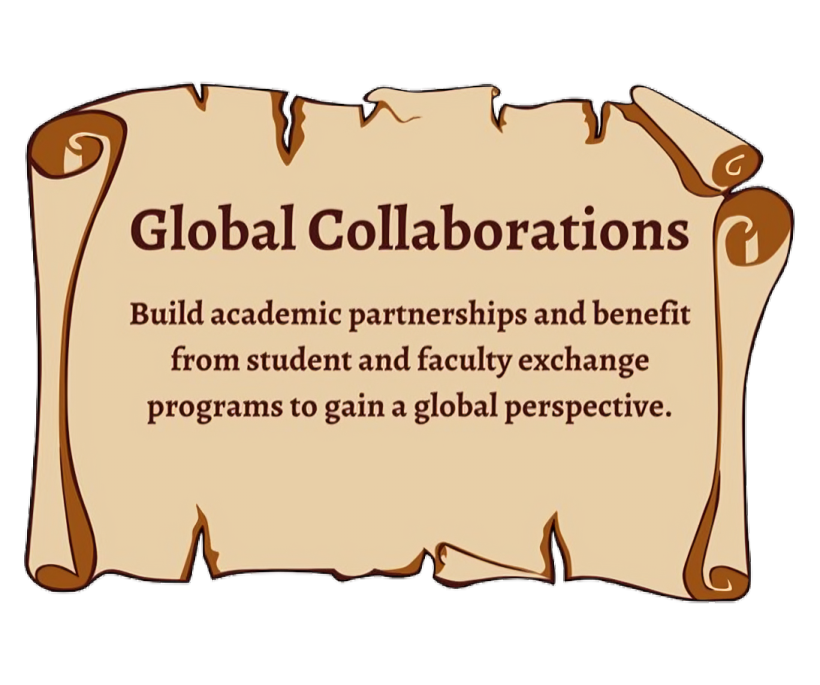 Global Collaborations
Build academic partnerships and benefit
from student and faculty exchange
programs to gain a global perspective.